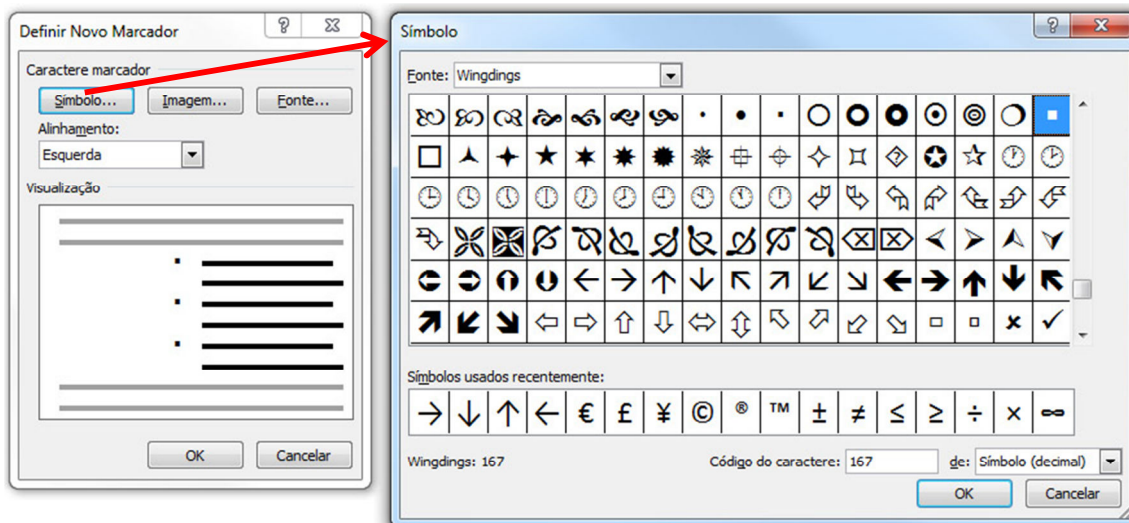 Definir Novo Marcador
Caractere marcador
Símbolo... Imagem... Fonte...
Alinhamento:
Esquerda
Visualização
OK Cancelar
Símbolo
Fonte: Wingdings
Símbolos usados recentemente:
→ ↓ ↑ ← € £ ¥ © ® ™ ± ≠ ≤ ≥ ÷ × ∞
Wingdings: 167 Código do caractere: 167 de: Símbolo (decimal)
OK Cancelar